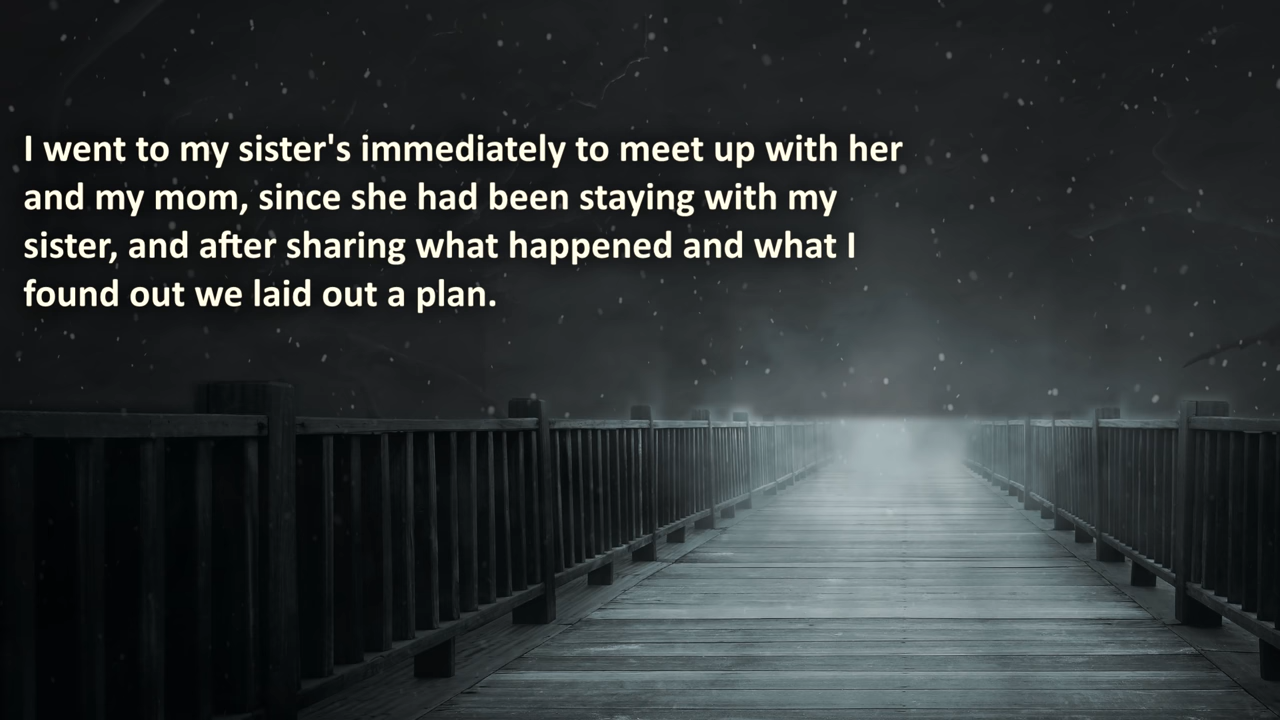 I went to my sister's immediately to meet up with her
and my mom, since she had been staying with my
sister, and after sharing what happened and what I
found out we laid out a plan.